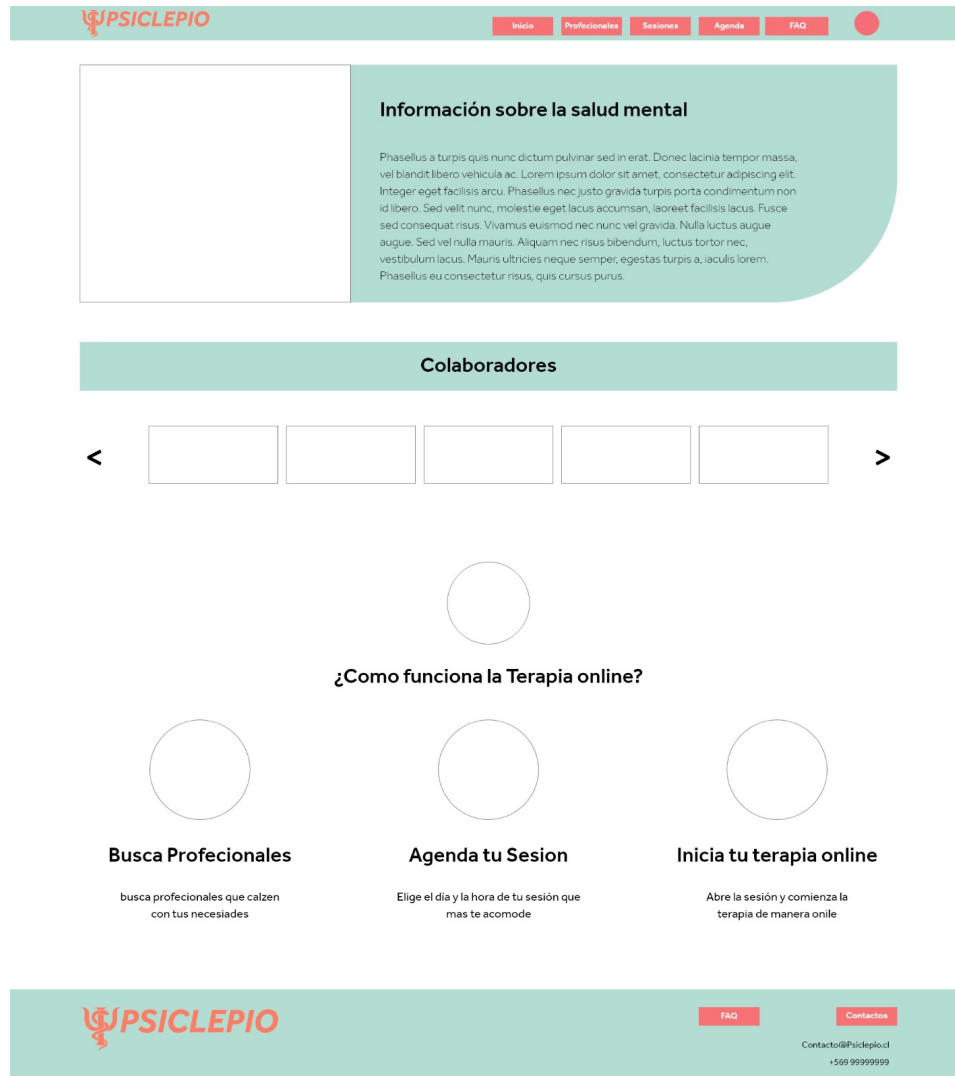 PSICLEPIO
Inicio
Profecionales
Sesiones
Agenda
FAQ
Información sobre la salud mental
Phasellus a turpis quis nunc dictum pulvinar sed in erat. Donec lacinia tempor massa,
vel blandit libero vehicula ac. Lorem ipsum dolor sit amet, consectetur adipiscing elit.
Integer eget facilisis arcu. Phasellus nec justo gravida turpis porta condimentum non
id libero. Sed velit nunc, molestie eget lacus accumsan, laoreet facilisis lacus. Fusce
sed consequat risus. Vivamus euismod nec nunc vel gravida. Nulla luctus augue
augue. Sed vel nulla mauris. Aliquam nec risus bibendum, luctus tortor nec,
vestibulum lacus. Mauris ultricies neque semper, egestas turpis a, iaculis lorem.
Phasellus eu consectetur risus, quis cursus purus.
Colaboradores
< >
¿Como funciona la Terapia online?
Busca Profecionales
busca profecionales que calzen
con tus necesiades
Agenda tu Sesion
Elige el día y la hora de tu sesión que
mas te acomode
Inicia tu terapia online
Abre la sesión y comienza la
terapia de manera onile
PSICLEPIO
FAQ
Contactos
Contacto@Psiclepio.cl
+569 99999999